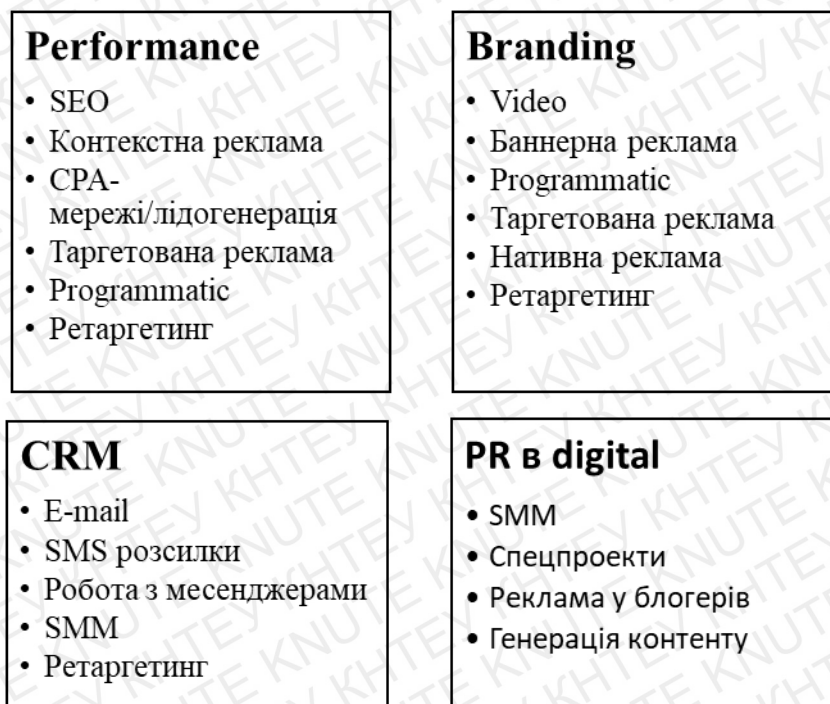 Performance
• SEO
• Контекстна реклама
• CPA-
мережі/лідогенерація
• Таргетована реклама
• Programmatic
• Ретаргетинг
Branding
• Video
• Баннерна реклама
• Programmatic
• Таргетована реклама
• Нативна реклама
• Ретаргетинг
CRM
• E-mail
• SMS розсилки
• Робота з месенджерами
• SMM
• Ретаргетинг
PR в digital
• SMM
• Спецпроекти
• Реклама у блогерів
• Генерація контенту